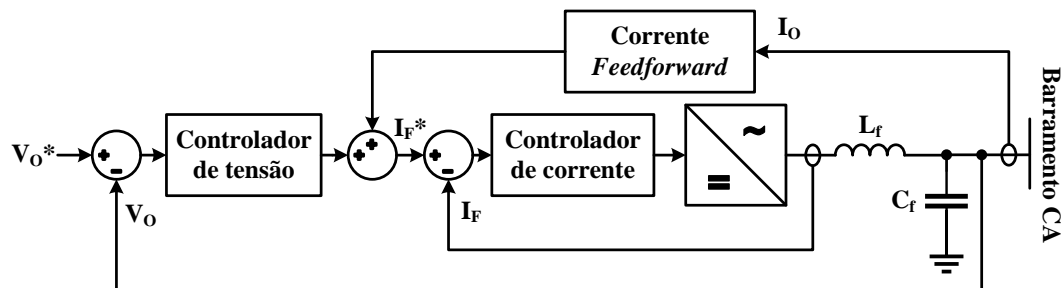 Corrente
Feedforward
I_O
V_O*
Controlador
de tensão
I_F*
Controlador
de corrente
~
=
L_f
C_f
Barramento CA
I_F
V_O